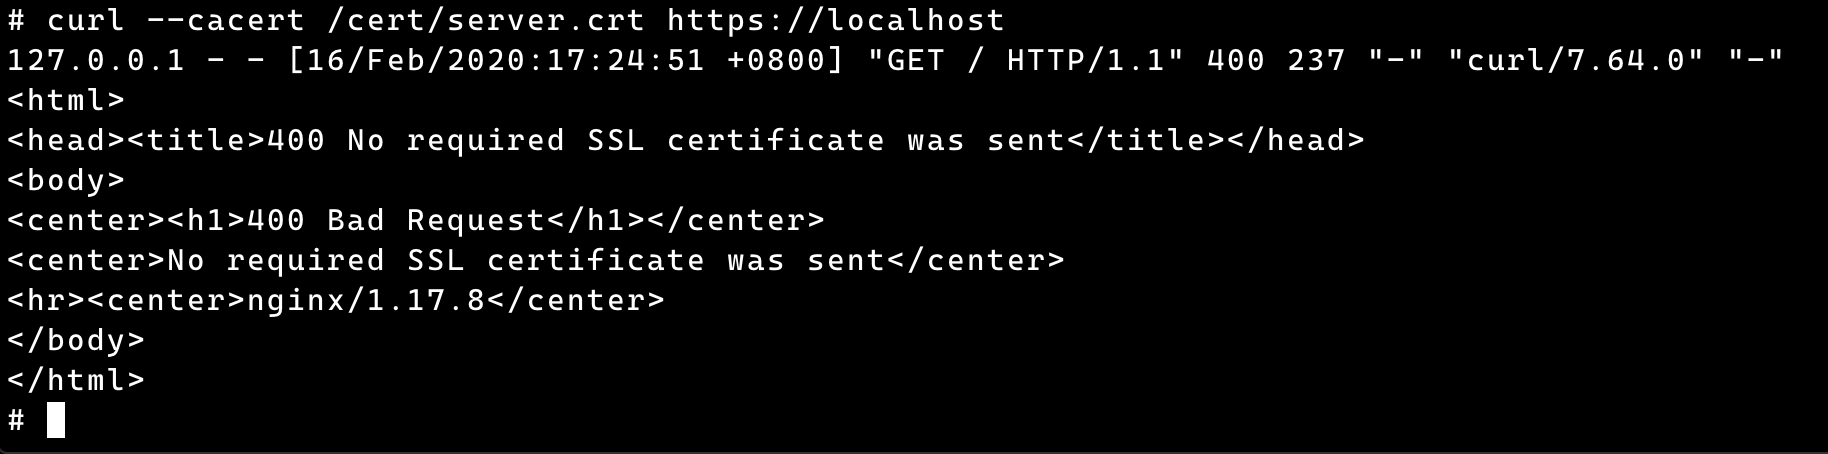 # curl --cacert /cert/server.crt https://localhost
127.0.0.1 - - [16/Feb/2020:17:24:51 +0800] "GET / HTTP/1.1" 400 237 "-" "curl/7.64.0" "-"
<html>
<head><title>400 No required SSL certificate was sent</title></head>
<body>
<center><h1>400 Bad Request</h1></center>
<center>No required SSL certificate was sent</center>
<hr><center>nginx/1.17.8</center>
</body>
</html>
#